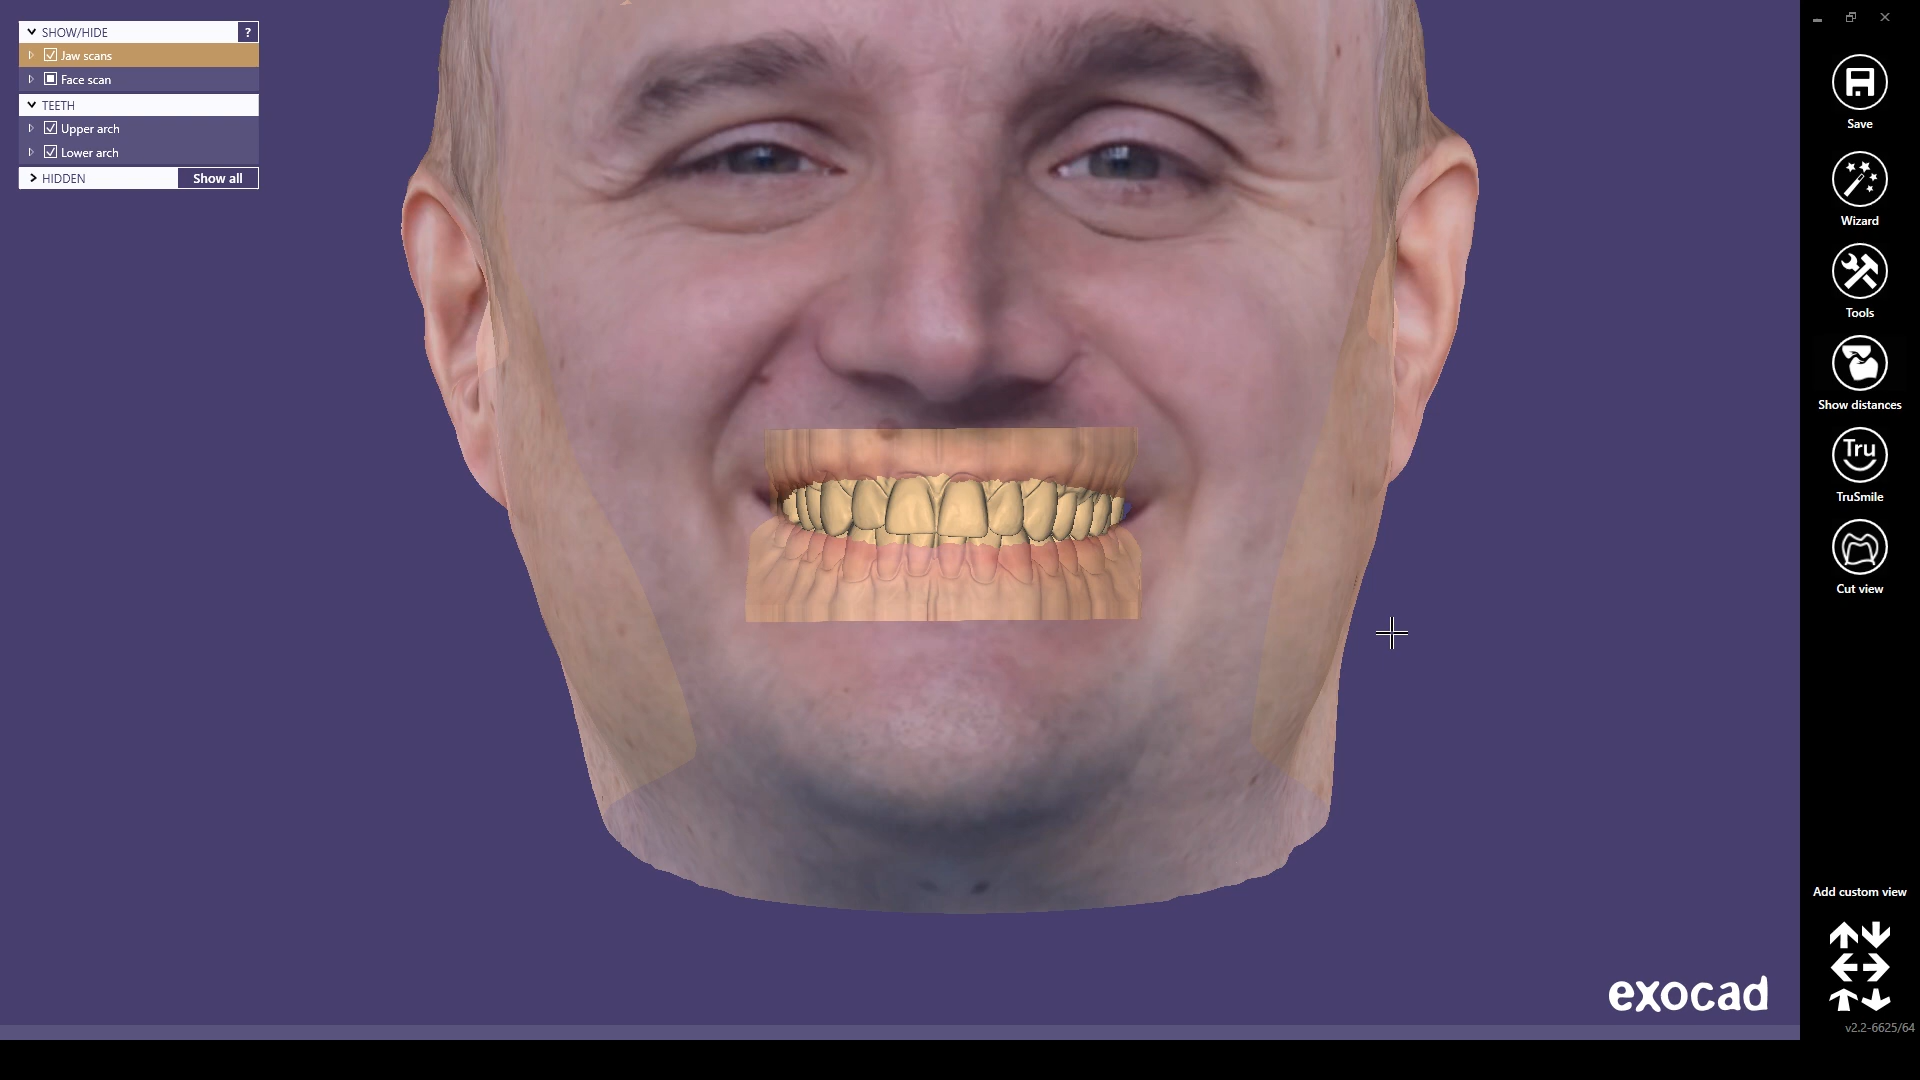 SHOW/HIDE ?
Jaw scans
Face scan
TEETH
Upper arch
Lower arch
HIDDEN Show all
Save
Wizard
Tools
Show distances
Tru
TruSmile
Cut view
Add custom view
exocad
v2.2-6625/64